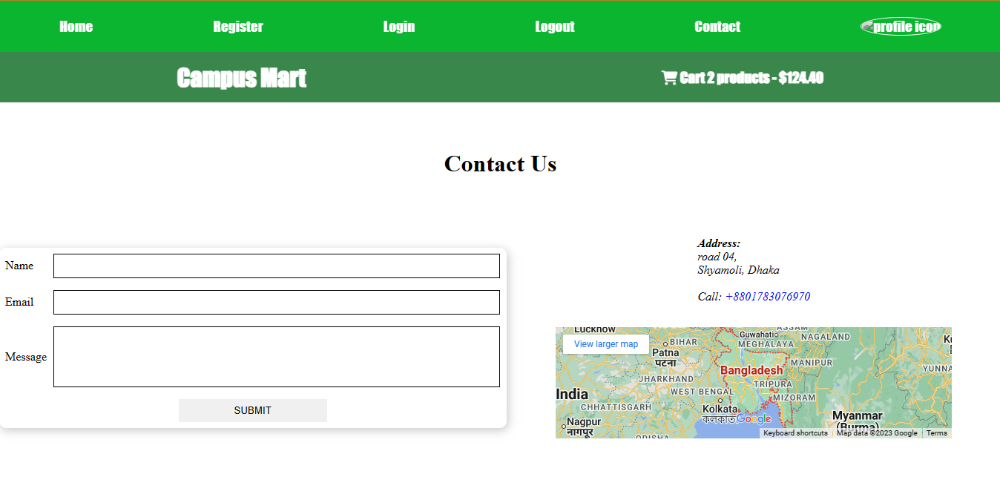 Home Register Login Logout Contact profile icon
Campus Mart Cart 2 products - $124.40
Contact Us
Address:
road 04,
Shyamoli, Dhaka
Call: +8801783076970
Name
Email
Message
SUBMIT
View larger map
Lucknow
ASSAM
Guwahati
NAGALAND
BIHAR
MEGHALAYA
Patna
पटना
MANIPUR
Bangladesh
JHARKHAND
TRIPURA
WEST BENGAL
India
MIZORAM
CHHATTISGARH
Kolkata
কলকাতা
Google
Myanmar
(Burma)
Nagpur
नागपूर
ODISHA
Keyboard shortcuts Map data ©2023 Google Terms